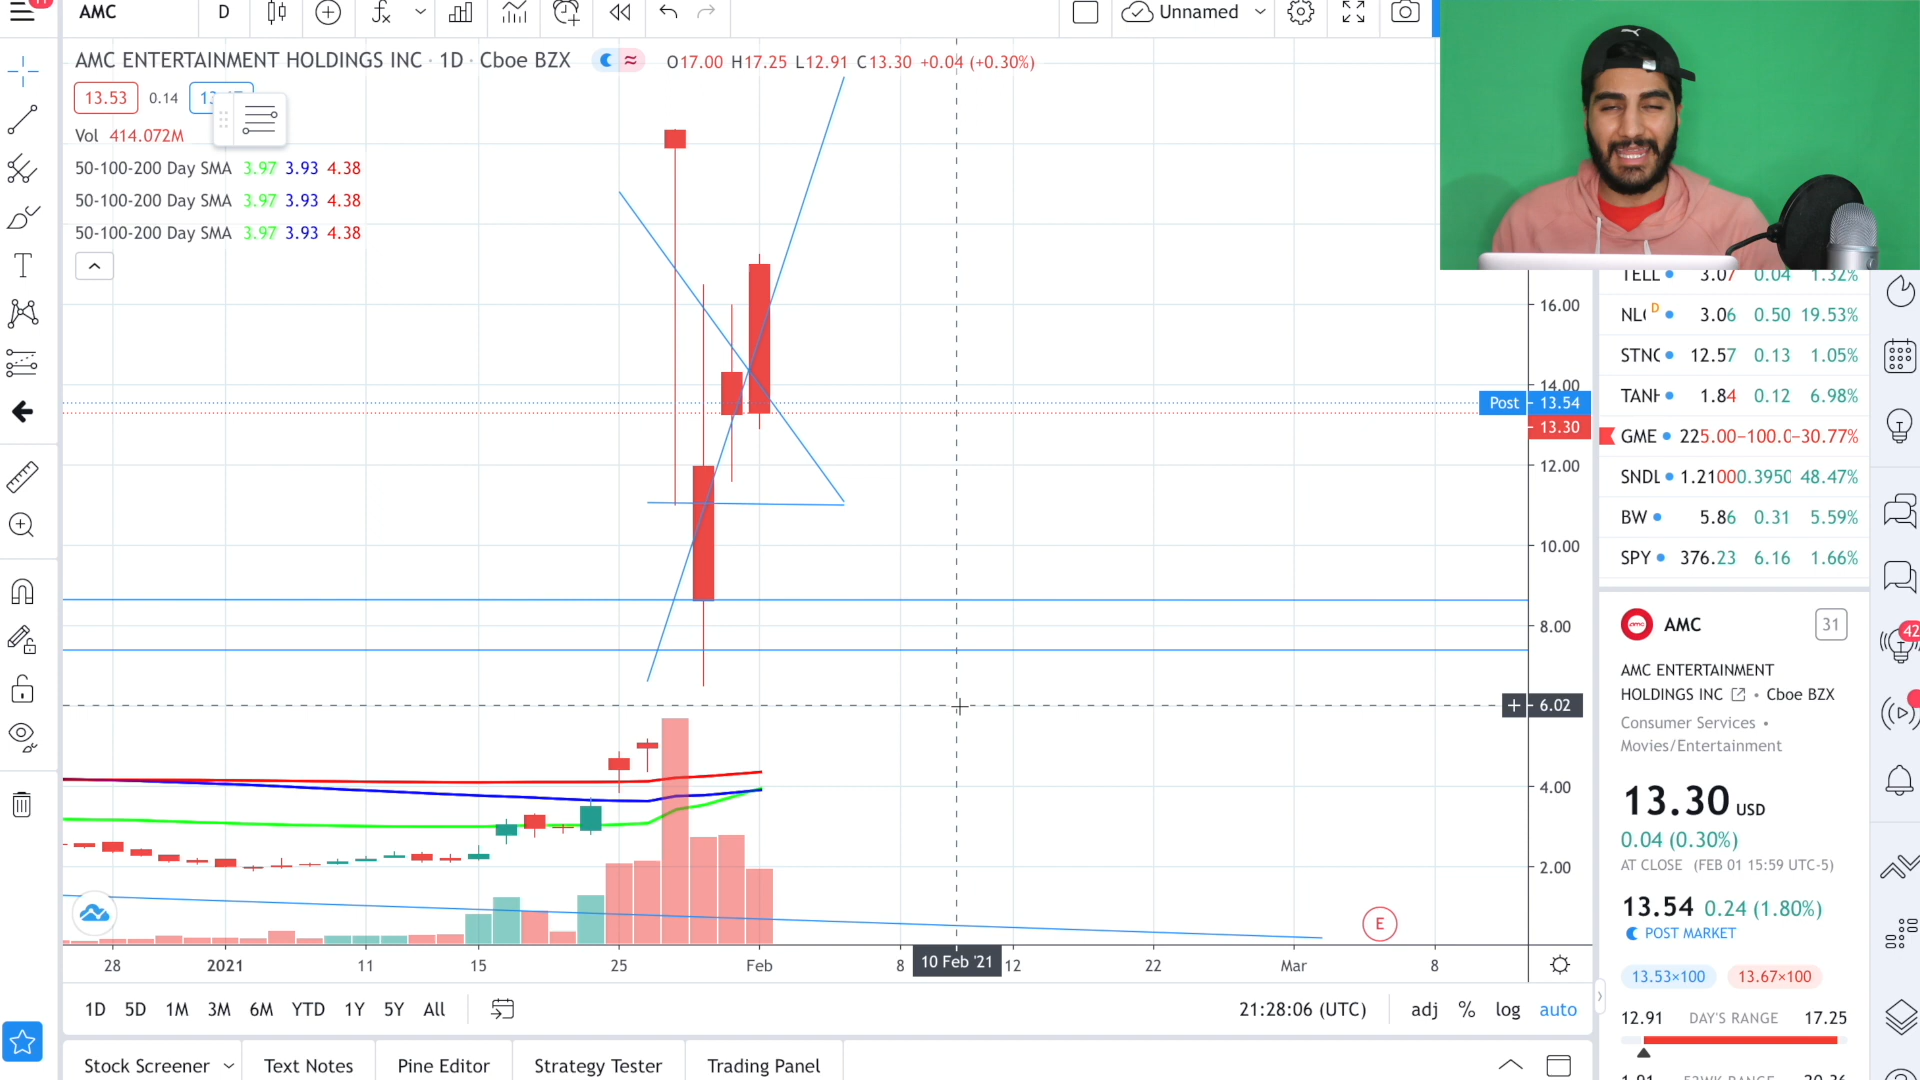 11
AMC D fx Unnamed
AMC ENTERTAINMENT HOLDINGS INC · 1D · Cboe BZX O17.00 H17.25 L12.91 C13.30 +0.04 (+0.30%)
13.53 0.14
Vol 414.072M
50-100-200 Day SMA 3.97 3.93 4.38
50-100-200 Day SMA 3.97 3.93 4.38
50-100-200 Day SMA 3.97 3.93 4.38
16.00
14.00
Post 13.54
13.30
12.00
10.00
8.00
6.02
4.00
2.00
E
28 2021 11 15 25 Feb 8 10 Feb '21 12 22 Mar 8
1D 5D 1M 3M 6M YTD 1Y 5Y All 21:28:06 (UTC) adj % log auto
Stock Screener Text Notes Pine Editor Strategy Tester Trading Panel
TELL 3.07 0.04 1.32%
D
STNG 12.57 0.13 1.05%
3.06 0.50 19.53%
TANH 1.84 0.12 6.98%
GME 225.00 −100.0 −30.77%
SNDL 1.2100 0.3950 48.47%
BW 5.86 0.31 5.59%
SPY 376.23 6.16 1.66%
AMC 31
42
AMC ENTERTAINMENT
HOLDINGS INC • Cboe BZX
Consumer Services •
Movies/Entertainment
13.30 USD
0.04 (0.30%)
AT CLOSE (FEB 01 15:59 UTC-5)
13.54 0.24 (1.80%)
POST MARKET
13.53×100 13.67×100
12.91 DAY'S RANGE 17.25